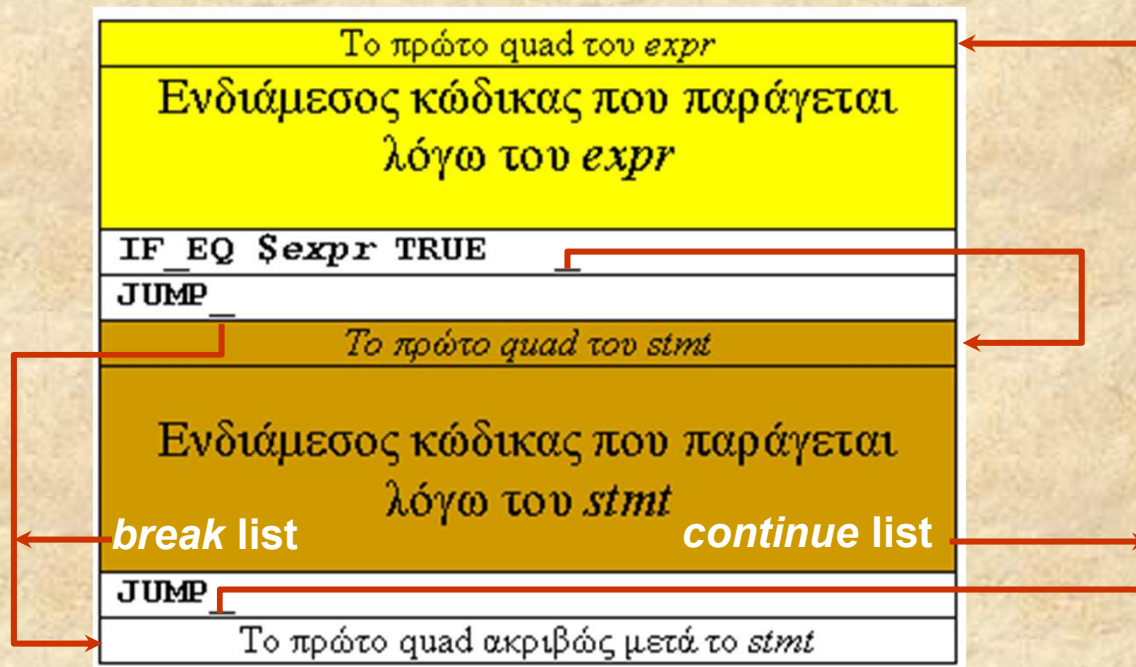 Το πρώτο quad του expr
Ενδιάμεσος κώδικας που παράγεται
λόγω του expr
IF_EQ $expr TRUE _
JUMP_
Το πρώτο quad του stmt
Ενδιάμεσος κώδικας που παράγεται
λόγω του stmt
break list continue list
JUMP_
Το πρώτο quad ακριβώς μετά το stmt